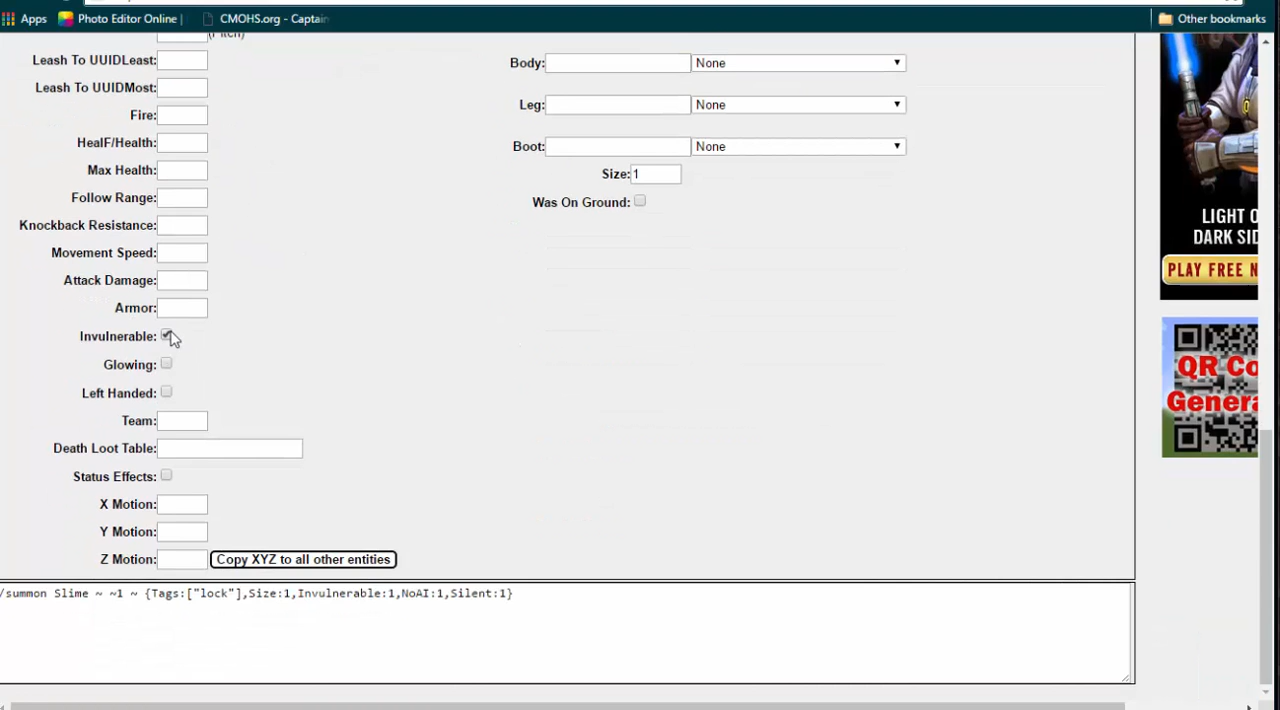 Apps
Photo Editor Online |
CMOHS.org - Captain
Other bookmarks
(Pitch)
Leash To UUIDLeast:
Leash To UUIDMost:
Fire:
HealF/Health:
Max Health:
Follow Range:
Knockback Resistance:
Movement Speed:
Attack Damage:
Armor:
Invulnerable:
Glowing:
Left Handed:
Team:
Death Loot Table:
Status Effects:
X Motion:
Y Motion:
Z Motion:
Copy XYZ to all other entities
Body:
None
Leg:
None
Boot:
None
Size: 1
Was On Ground:
/summon Slime ~ ~1 ~ {Tags:["lock"],Size:1,Invulnerable:1,NoAI:1,Silent:1}
LIGHT O
DARK SID
PLAY FREE N
QR Co
Genera